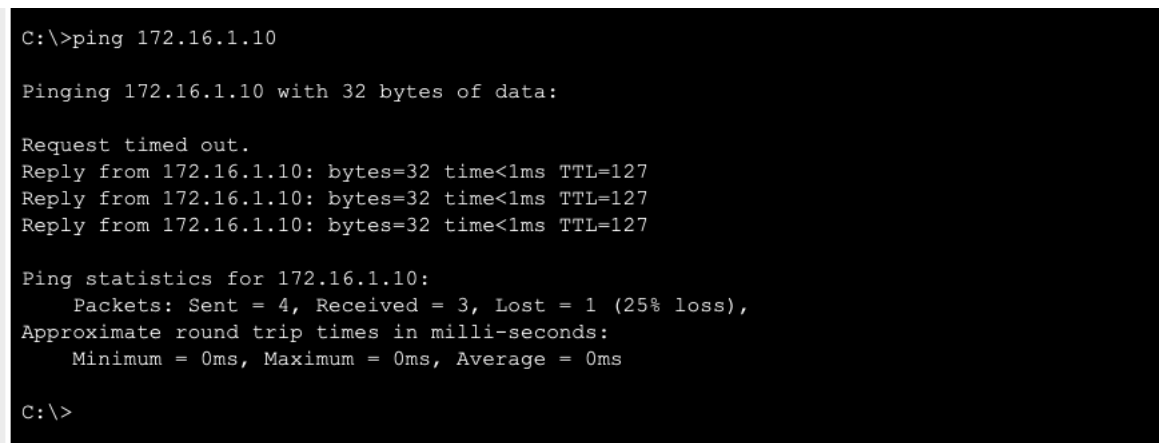 C:\>ping 172.16.1.10
Pinging 172.16.1.10 with 32 bytes of data:
Request timed out.
Reply from 172.16.1.10: bytes=32 time<1ms TTL=127
Reply from 172.16.1.10: bytes=32 time<1ms TTL=127
Reply from 172.16.1.10: bytes=32 time<1ms TTL=127
Ping statistics for 172.16.1.10:
    Packets: Sent = 4, Received = 3, Lost = 1 (25% loss),
Approximate round trip times in milli-seconds:
    Minimum = 0ms, Maximum = 0ms, Average = 0ms
C:\>